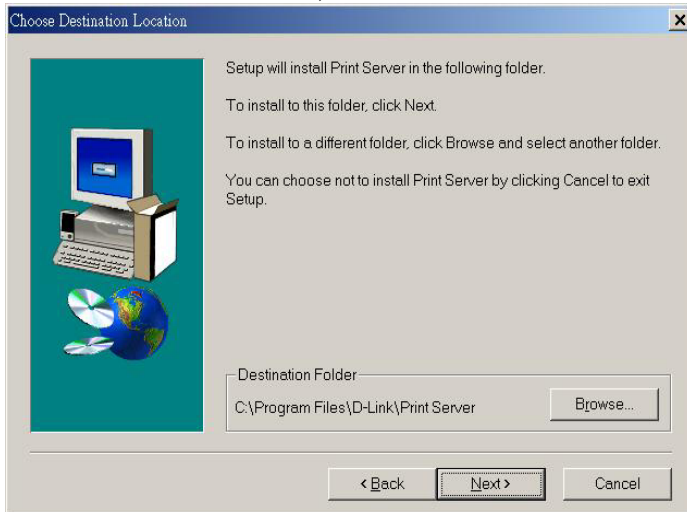 Choose Destination Location
Setup will install Print Server in the following folder.
To install to this folder, click Next.
To install to a different folder, click Browse and select another folder.
You can choose not to install Print Server by clicking Cancel to exit
Setup.
Destination Folder
C:\Program Files\D-Link\Print Server
Browse...
< Back
Next >
Cancel